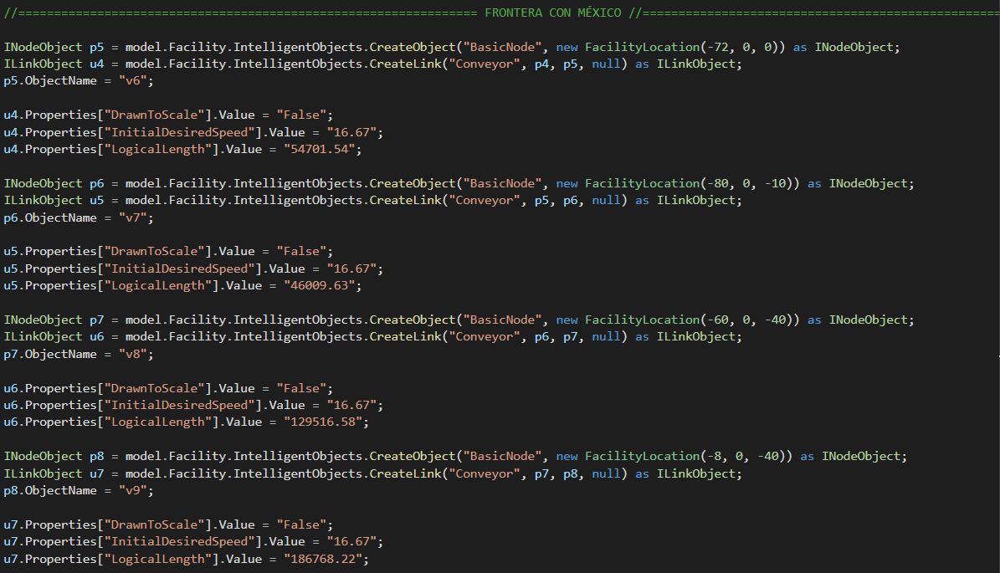 //================================================================ FRONTERA CON MÉXICO //==================================================
INodeObject p5 = model.Facility.IntelligentObjects.CreateObject("BasicNode", new FacilityLocation(-72, 0, 0)) as INodeObject;
ILinkObject u4 = model.Facility.IntelligentObjects.CreateLink("Conveyor", p4, p5, null) as ILinkObject;
p5.ObjectName = "v6";
u4.Properties["DrawnToScale"].Value = "False";
u4.Properties["InitialDesiredSpeed"].Value = "16.67";
u4.Properties["LogicalLength"].Value = "54701.54";
INodeObject p6 = model.Facility.IntelligentObjects.CreateObject("BasicNode", new FacilityLocation(-80, 0, -10)) as INodeObject;
ILinkObject u5 = model.Facility.IntelligentObjects.CreateLink("Conveyor", p5, p6, null) as ILinkObject;
p6.ObjectName = "v7";
u5.Properties["DrawnToScale"].Value = "False";
u5.Properties["InitialDesiredSpeed"].Value = "16.67";
u5.Properties["LogicalLength"].Value = "46009.63";
INodeObject p7 = model.Facility.IntelligentObjects.CreateObject("BasicNode", new FacilityLocation(-60, 0, -40)) as INodeObject;
ILinkObject u6 = model.Facility.IntelligentObjects.CreateLink("Conveyor", p6, p7, null) as ILinkObject;
p7.ObjectName = "v8";
u6.Properties["DrawnToScale"].Value = "False";
u6.Properties["InitialDesiredSpeed"].Value = "16.67";
u6.Properties["LogicalLength"].Value = "129516.58";
INodeObject p8 = model.Facility.IntelligentObjects.CreateObject("BasicNode", new FacilityLocation(-8, 0, -40)) as INodeObject;
ILinkObject u7 = model.Facility.IntelligentObjects.CreateLink("Conveyor", p7, p8, null) as ILinkObject;
p8.ObjectName = "v9";
u7.Properties["DrawnToScale"].Value = "False";
u7.Properties["InitialDesiredSpeed"].Value = "16.67";
u7.Properties["LogicalLength"].Value = "186768.22";